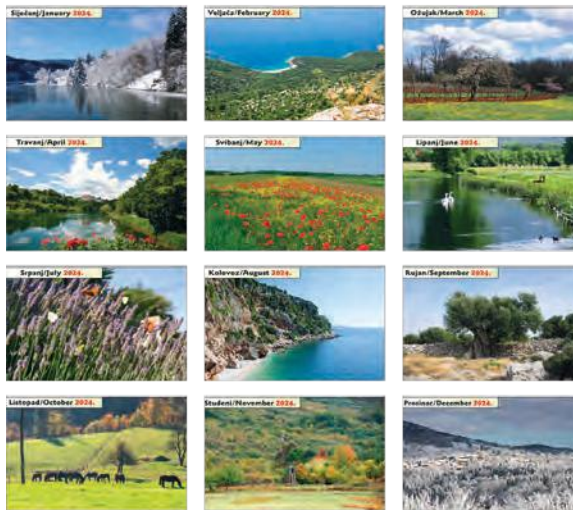 Siječanj/January 2024.
Veljača/February 2024.
Ožujak/March 2024.
Travanj/April 2024.
Svibanj/May 2024.
Lipanj/June 2024.
Srpanj/July 2024.
Kolovoz/August 2024.
Rujan/September 2024.
Listopad/October 2024.
Studeni/November 2024.
Prosinac/December 2024.